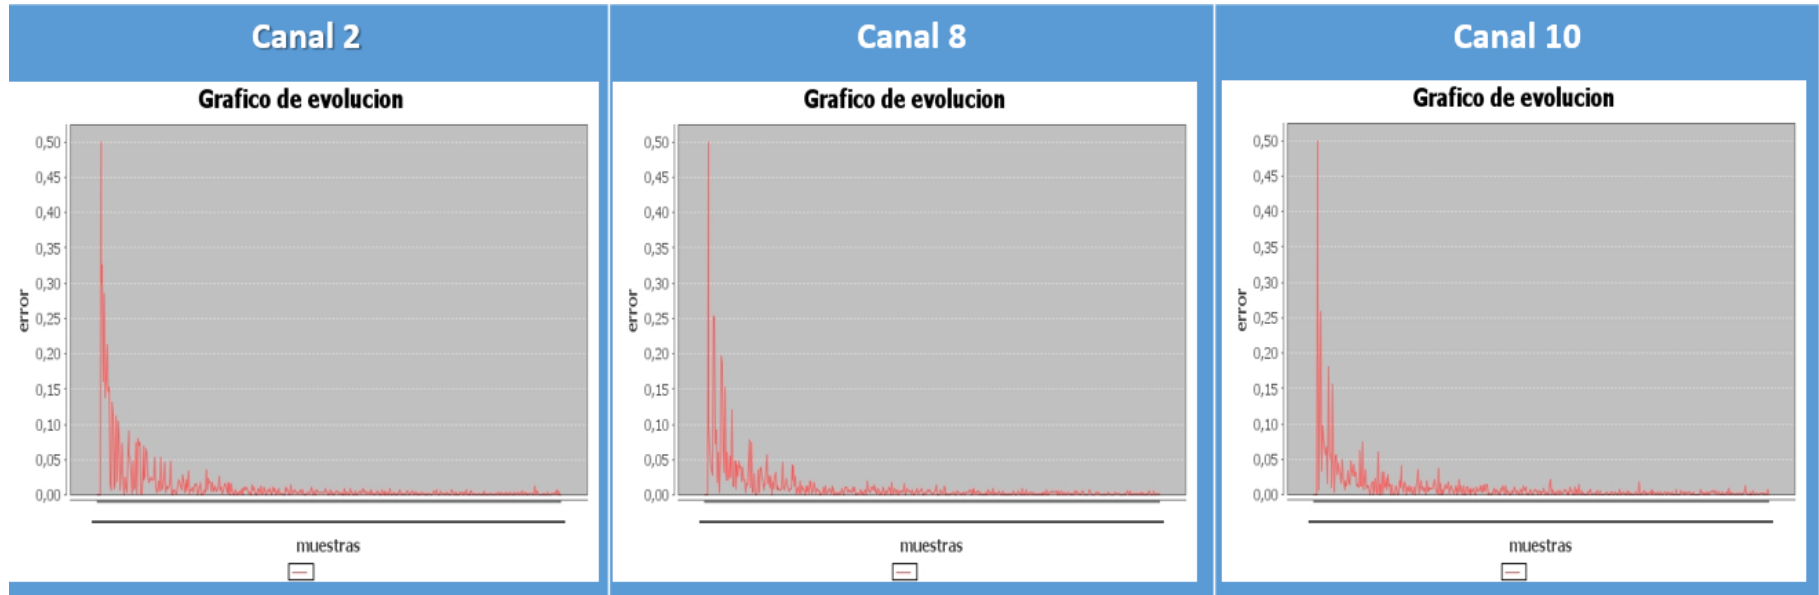 Canal 2
Canal 8
Canal 10
Grafico de evolucion
0,50
0,45
0,40
0,35
0,30
0,25
0,20
0,15
0,10
0,05
0,00
error
muestras
Grafico de evolucion
0,50
0,45
0,40
0,35
0,30
0,25
0,20
0,15
0,10
0,05
0,00
error
muestras
Grafico de evolucion
0,50
0,45
0,40
0,35
0,30
0,25
0,20
0,15
0,10
0,05
0,00
error
muestras